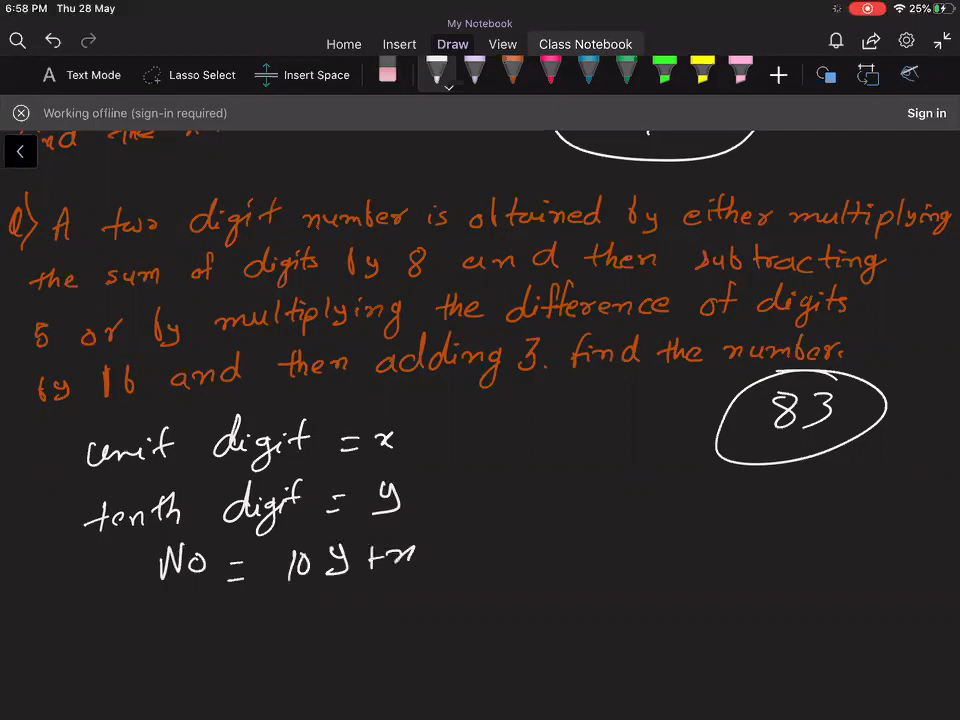 6:58 PM Thu 28 May
25%
My Notebook
Home Insert Draw View Class Notebook
Text Mode Lasso Select Insert Space
Working offline (sign-in required) Sign in
the
Q) A two digit number is obtained by either multiplying
the sum of digits by 8 and then subtracting
5 or by multiplying the difference of digits
by 16 and then adding 3. find the number.
83
unit digit = x
tenth digit = y
No = 10y+x